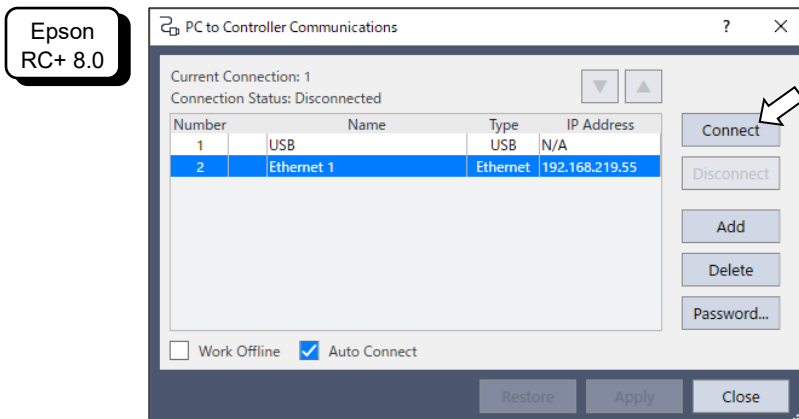 Epson
RC+ 8.0
PC to Controller Communications
Current Connection: 1
Connection Status: Disconnected
Number Name Type IP Address
1 USB USB N/A
2 Ethernet 1 Ethernet 192.168.219.55
Connect
Disconnect
Add
Delete
Password...
Work Offline Auto Connect
Restore Apply Close